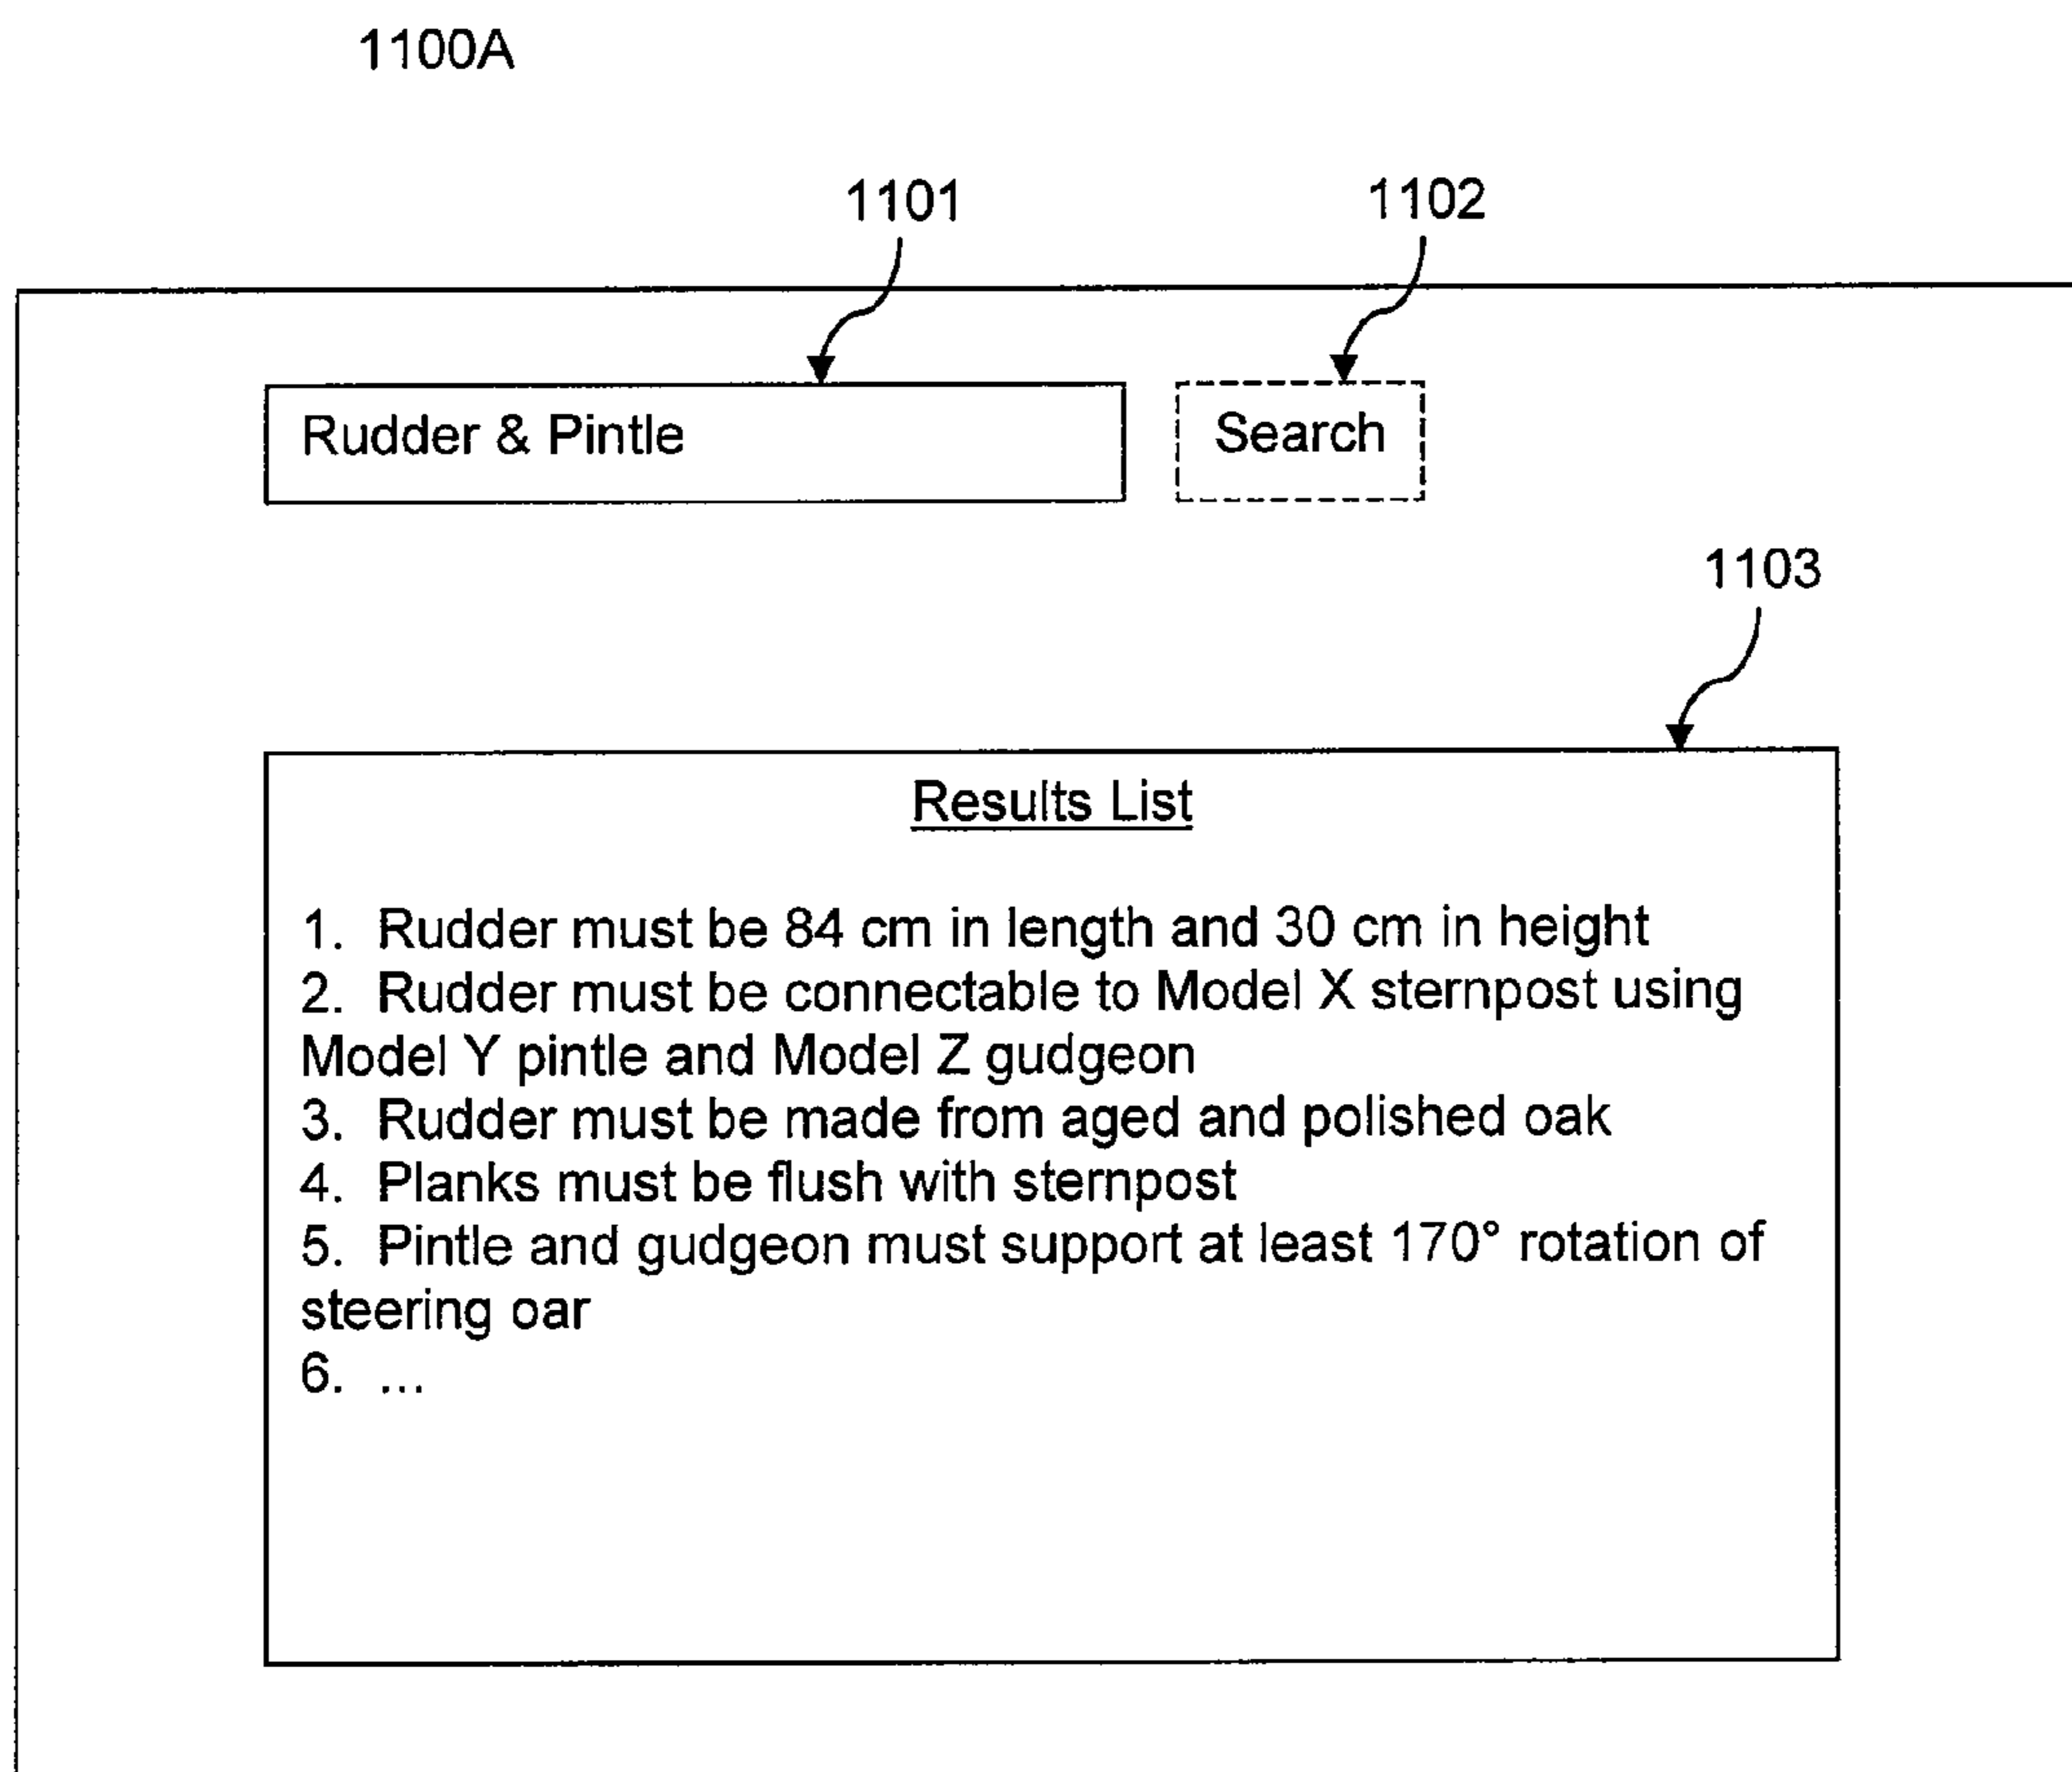 1100A
1101
1102
Rudder & Pintle
Search
1103
Results List
1. Rudder must be 84 cm in length and 30 cm in height
2. Rudder must be connectable to Model X sternpost using
Model Y pintle and Model Z gudgeon
3. Rudder must be made from aged and polished oak
4. Planks must be flush with sternpost
5. Pintle and gudgeon must support at least 170° rotation of
steering oar
6. ...